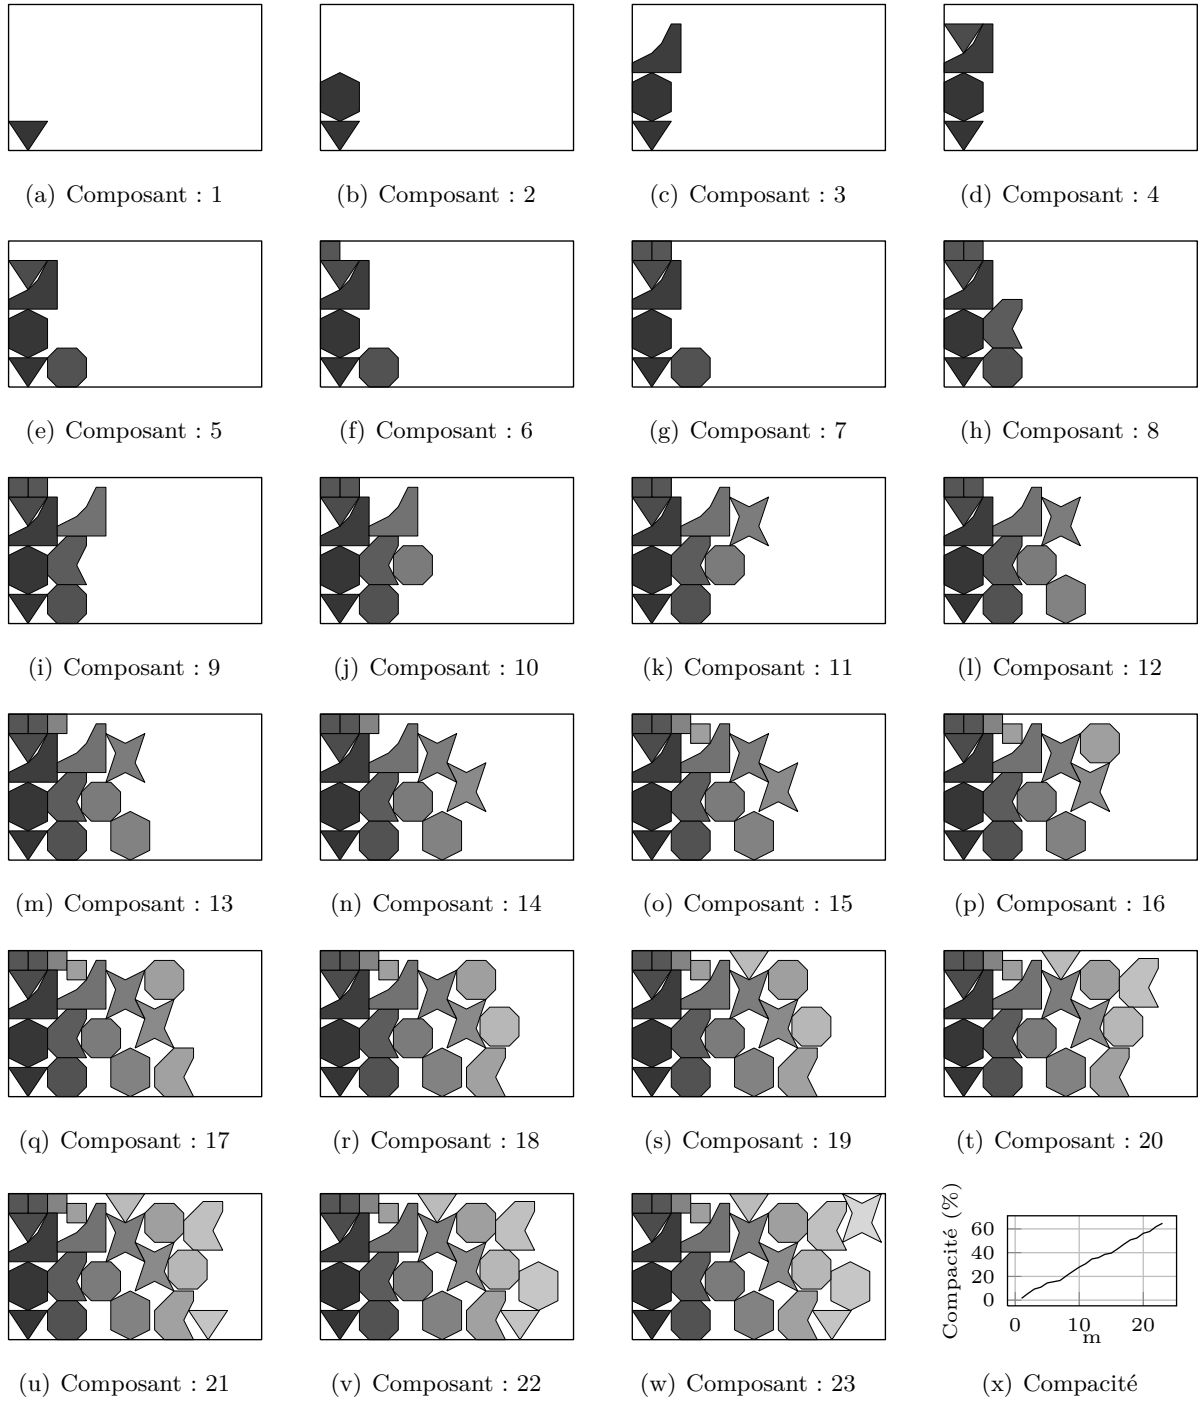 (a) Composant : 1
(b) Composant : 2
(c) Composant : 3
(d) Composant : 4
(e) Composant : 5
(f) Composant : 6
(g) Composant : 7
(h) Composant : 8
(i) Composant : 9
(j) Composant : 10
(k) Composant : 11
(l) Composant : 12
(m) Composant : 13
(n) Composant : 14
(o) Composant : 15
(p) Composant : 16
(q) Composant : 17
(r) Composant : 18
(s) Composant : 19
(t) Composant : 20
Compacité (%)
60
40
20
0
0 10 20
m
(u) Composant : 21
(v) Composant : 22
(w) Composant : 23
(x) Compacité